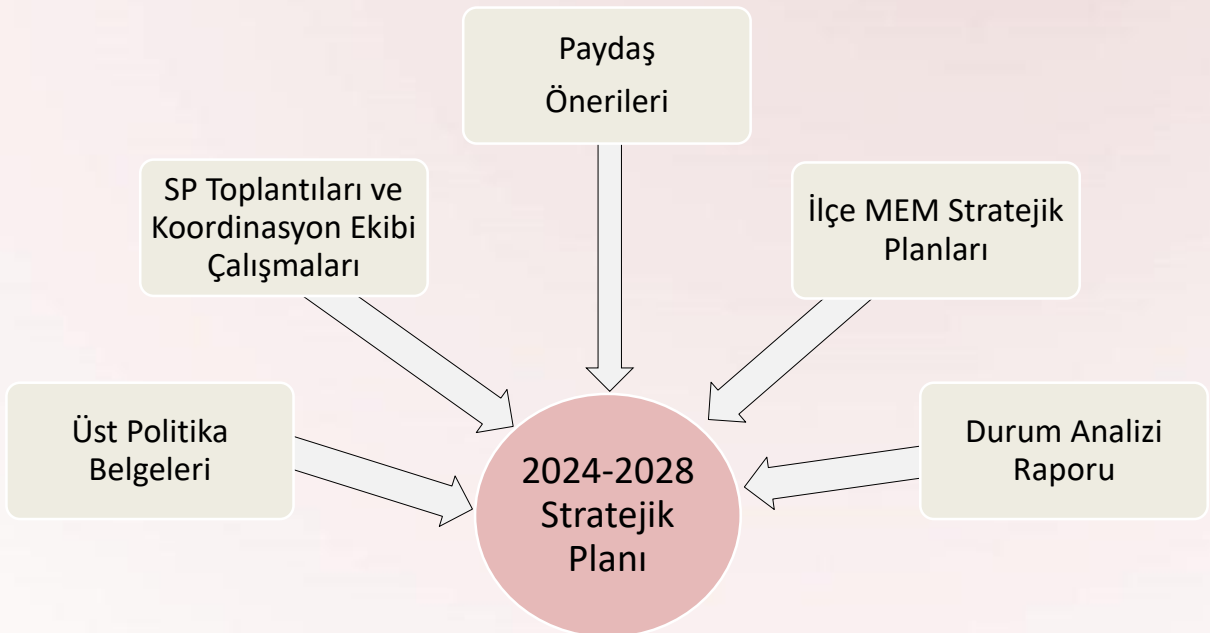 Paydaş
Önerileri
SP Toplantıları ve
Koordinasyon Ekibi
Çalışmaları
İlçe MEM Stratejik
Planları
Üst Politika
Belgeleri
2024-2028
Stratejik
Planı
Durum Analizi
Raporu